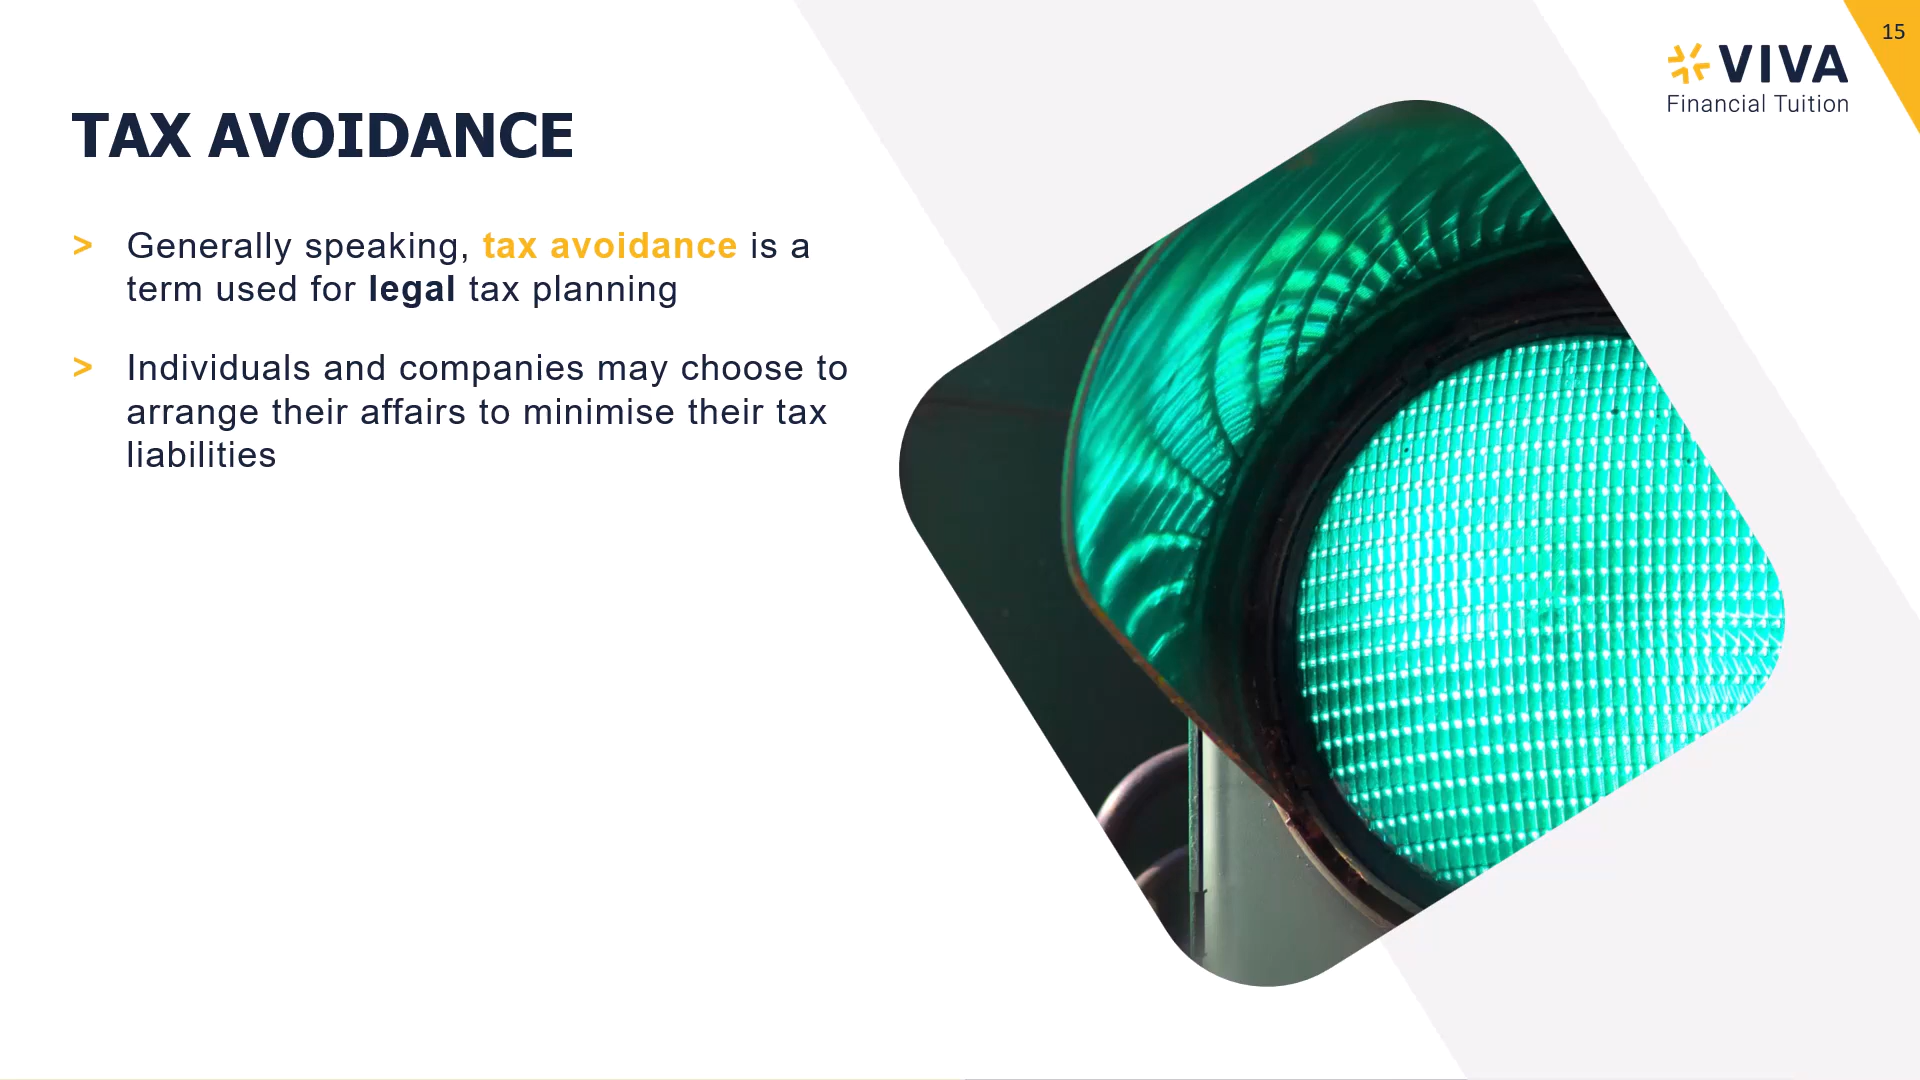 15
VIVA
Financial Tuition
TAX AVOIDANCE
> Generally speaking, tax avoidance is a
term used for legal tax planning
> Individuals and companies may choose to
arrange their affairs to minimise their tax
liabilities